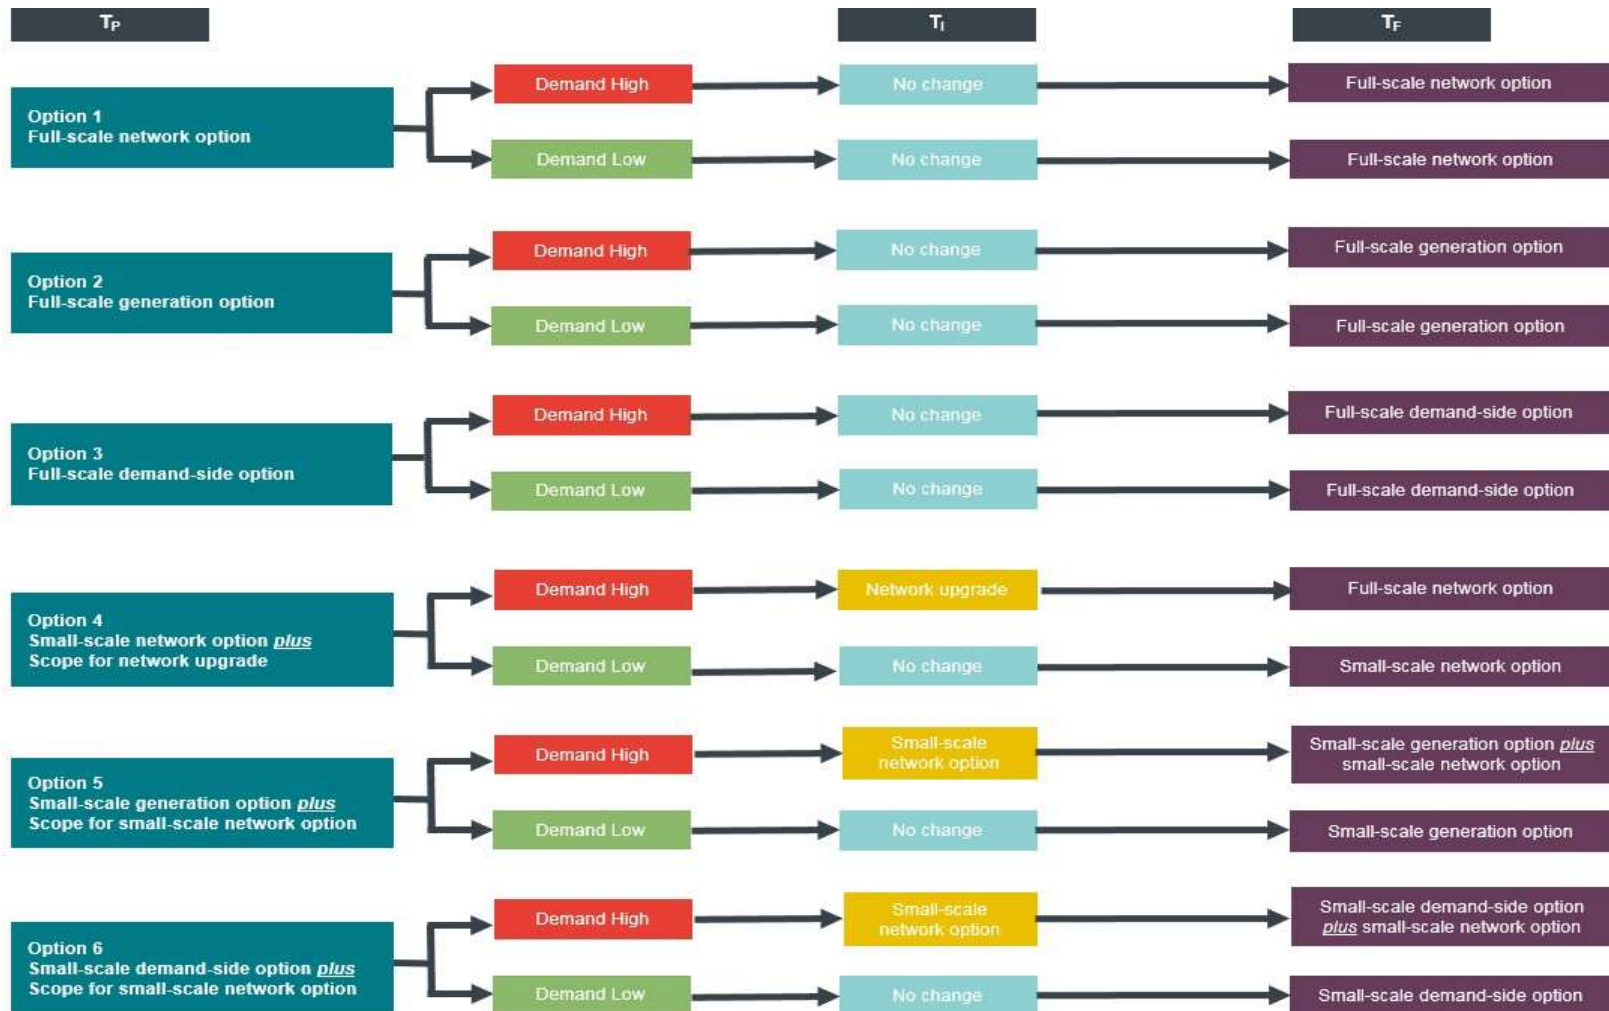 T_P
T_I
T_F
Option 1
Full-scale network option
Demand High
No change
Full-scale network option
Demand Low
No change
Full-scale network option
Option 2
Full-scale generation option
Demand High
No change
Full-scale generation option
Demand Low
No change
Full-scale generation option
Option 3
Full-scale demand-side option
Demand High
No change
Full-scale demand-side option
Demand Low
No change
Full-scale demand-side option
Option 4
Small-scale network option plus
Scope for network upgrade
Demand High
Network upgrade
Full-scale network option
Demand Low
No change
Small-scale network option
Option 5
Small-scale generation option plus
Scope for small-scale network option
Demand High
Small-scale
network option
Small-scale generation option plus
small-scale network option
Demand Low
No change
Small-scale generation option
Option 6
Small-scale demand-side option plus
Scope for small-scale network option
Demand High
Small-scale
network option
Small-scale demand-side option
plus small-scale network option
Demand Low
No change
Small-scale demand-side option